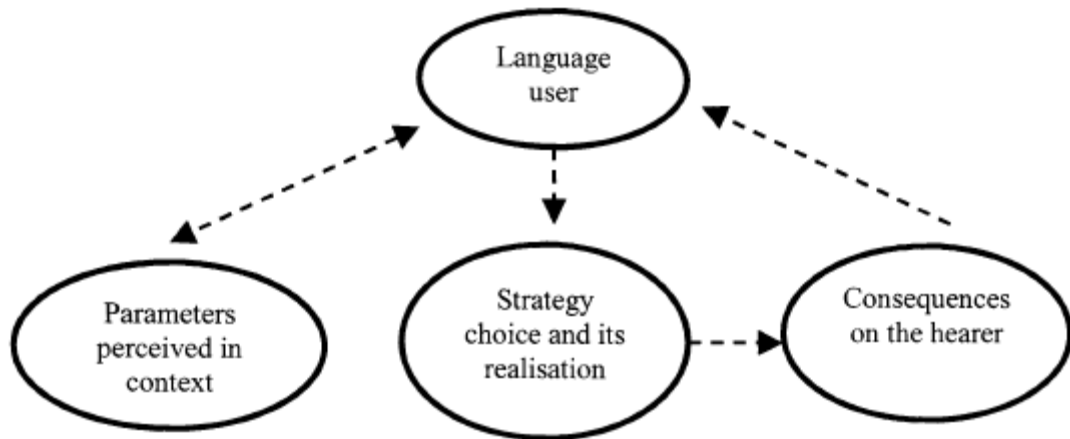 Language
user
Parameters
perceived in
context
Strategy
choice and its
realisation
Consequences
on the hearer